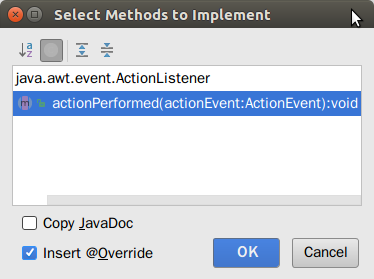 Select Methods to Implement
java.awt.event.ActionListener
m actionPerformed(actionEvent:ActionEvent):void
Copy JavaDoc
Insert @Override
OK Cancel